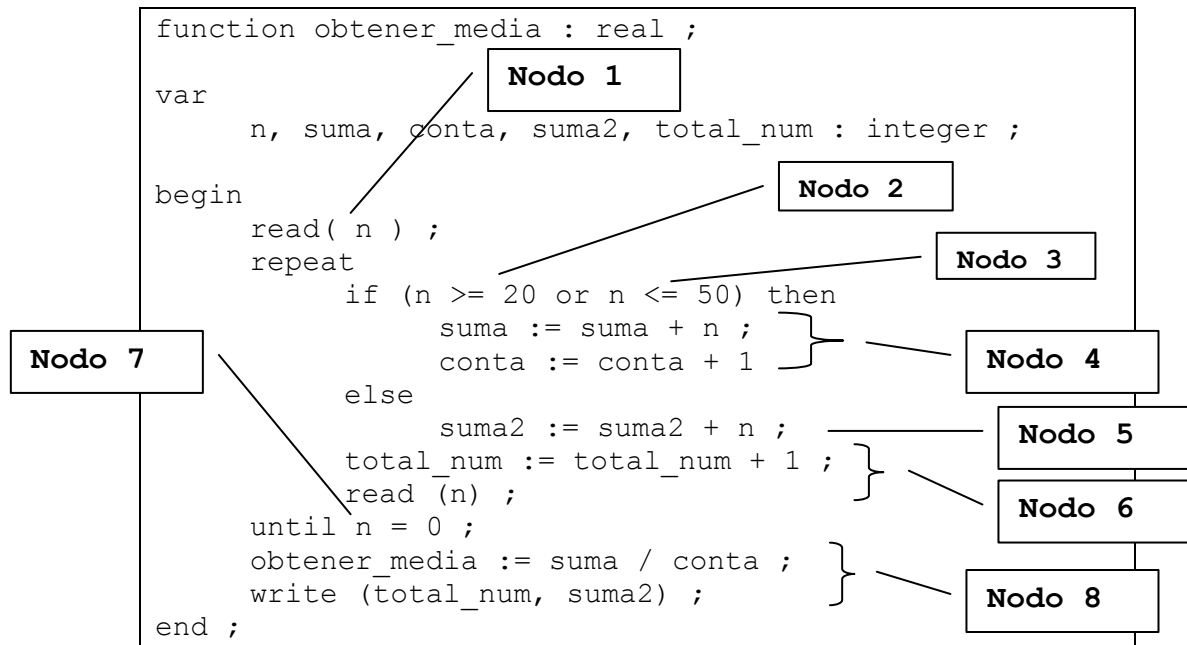 function obtener_media : real ;
Nodo 1
var
n, suma, conta, suma2, total_num : integer ;
Nodo 2
begin
read( n ) ;
repeat
Nodo 3
if (n >= 20 or n <= 50) then
suma := suma + n ;
Nodo 7
conta := conta + 1
Nodo 4
else
suma2 := suma2 + n ;
Nodo 5
total_num := total_num + 1 ;
read (n) ;
Nodo 6
until n = 0 ;
obtener_media := suma / conta ;
write (total_num, suma2) ;
Nodo 8
end ;